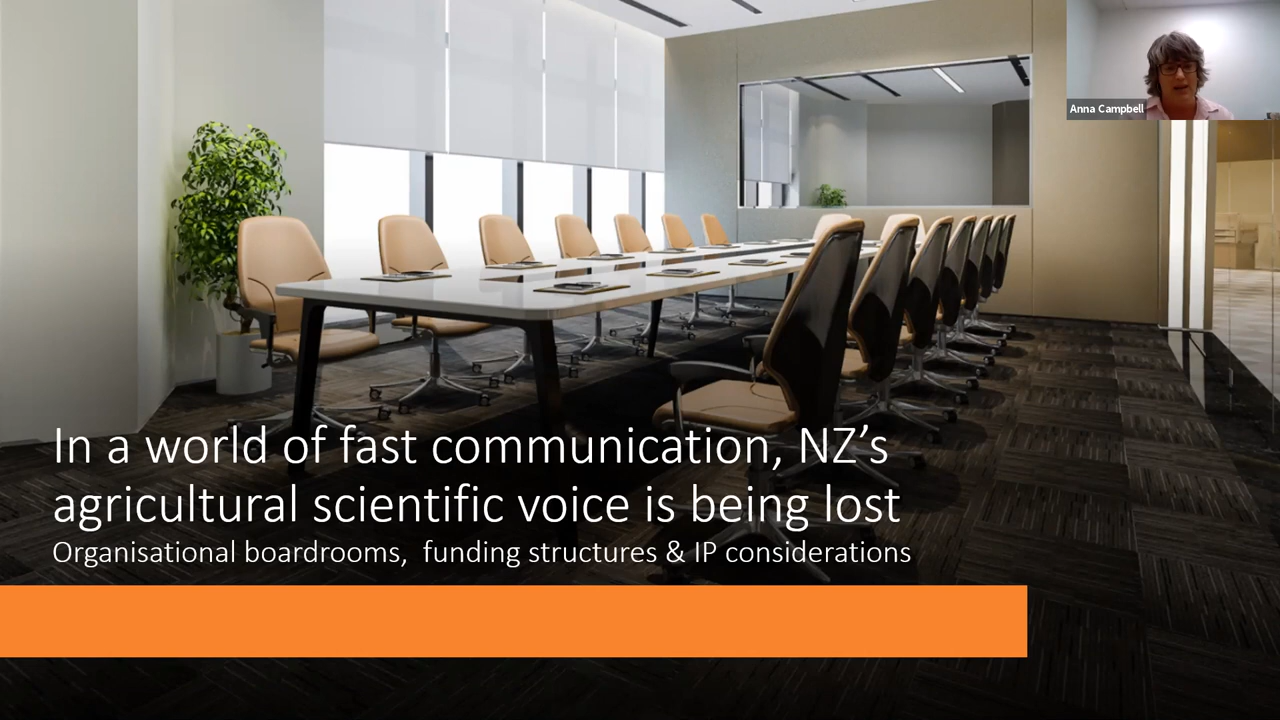 Anna Campbell
In a world of fast communication, NZ’s
agricultural scientific voice is being lost
Organisational boardrooms,  funding structures & IP considerations